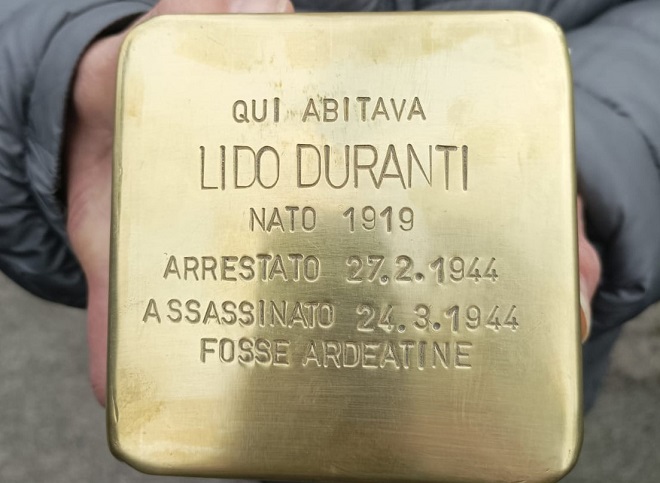 QUI ABITAVA
LIDO DURANTI
NATO 1919
ARRESTATO 27.2.1944
ASSASSINATO 24.3.1944
FOSSE ARDEATINE